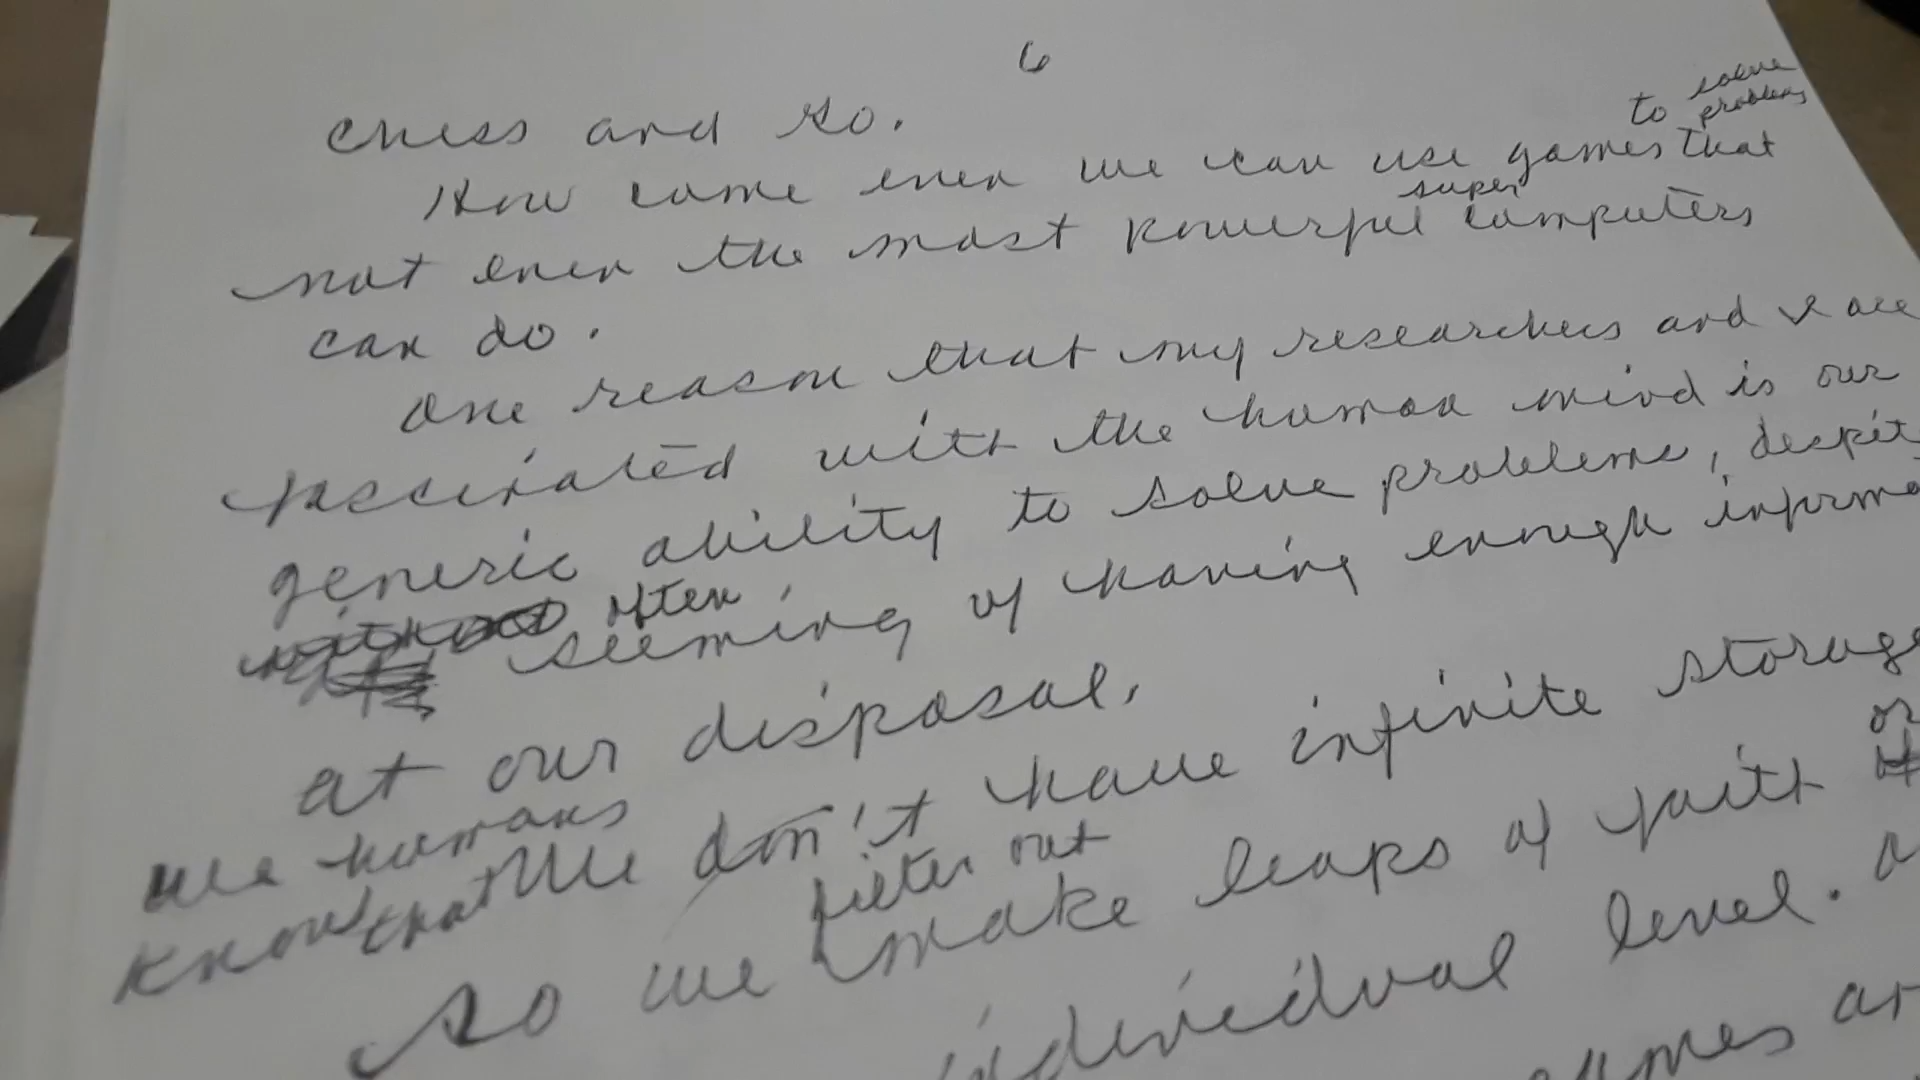 6
chess and so.
to solve problems
How come even we can use games that
super
not even the most powerful computers
can do.
one reason that my researchers and I are
fascinated with the human mind is our
generic ability to solve problems, despit
often
seeming of having enough informa
at our disposal.
we humans
know that We don't have infinite storage
filter out
or
so we make leaps of faith
individual level.
games ar